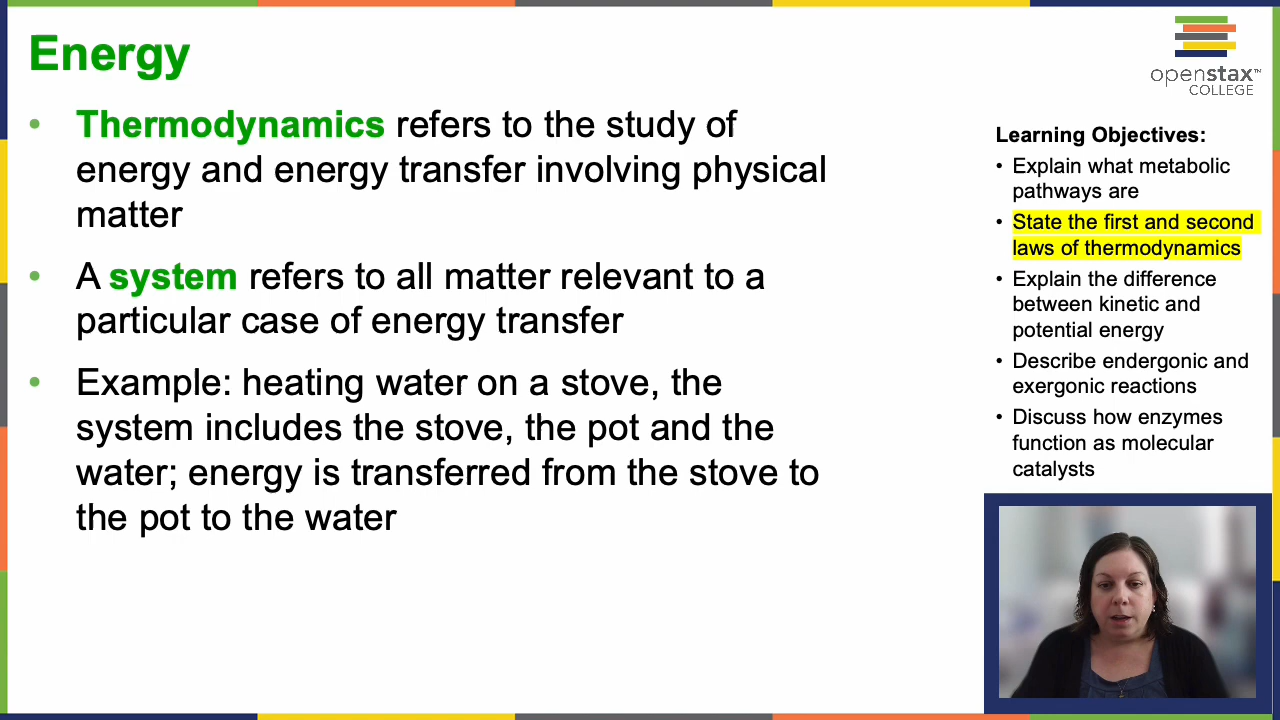 Energy
• Thermodynamics refers to the study of
energy and energy transfer involving physical
matter
• A system refers to all matter relevant to a
particular case of energy transfer
• Example: heating water on a stove, the
system includes the stove, the pot and the
water; energy is transferred from the stove to
the pot to the water
openstax™
COLLEGE
Learning Objectives:
• Explain what metabolic
pathways are
• State the first and second
laws of thermodynamics
• Explain the difference
between kinetic and
potential energy
• Describe endergonic and
exergonic reactions
• Discuss how enzymes
function as molecular
catalysts